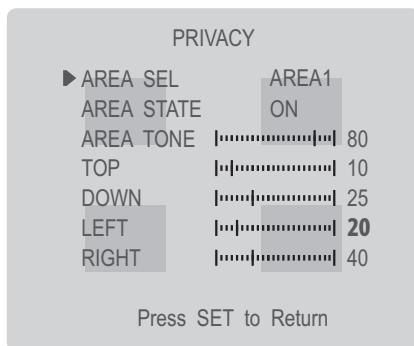 PRIVACY
AREA SEL AREA1
AREA STATE ON
AREA TONE 80
TOP 10
DOWN 25
LEFT 20
RIGHT 40
Press SET to Return